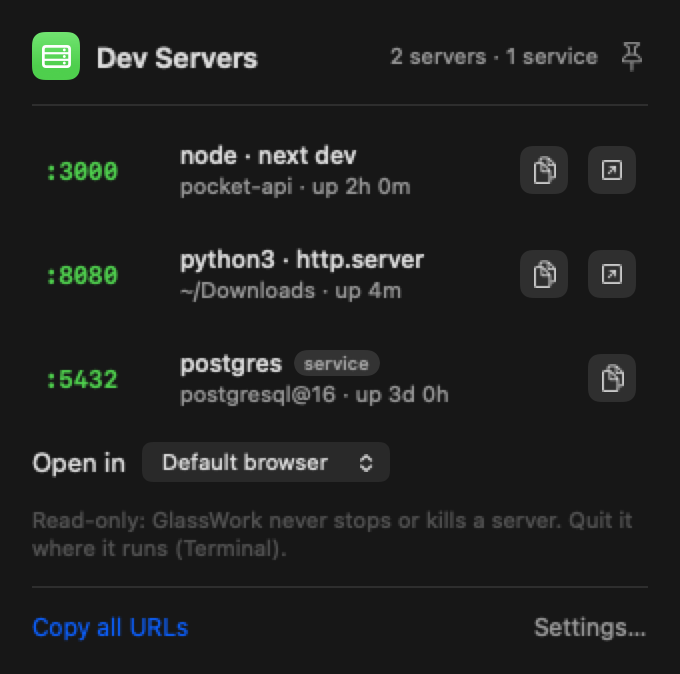 Dev Servers
2 servers · 1 service
:3000
node · next dev
pocket-api · up 2h 0m
:8080
python3 · http.server
~/Downloads · up 4m
:5432
postgres service
postgresql@16 · up 3d 0h
Open in Default browser
Read-only: GlassWork never stops or kills a server. Quit it
where it runs (Terminal).
Copy all URLs
Settings...